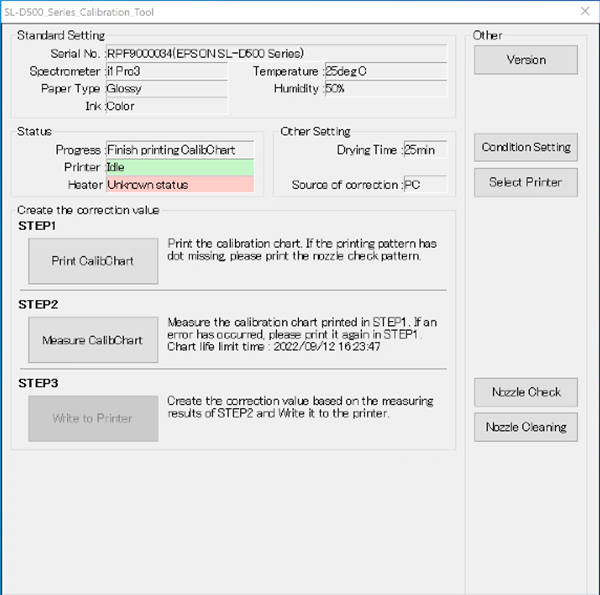 SL-D500_Series_Calibration_Tool
Standard Setting
Serial No. :RPF9000034(EPSON SL-D500 Series)
Spectrometer :i1Pro3 Temperature :25degC
Paper Type :Glossy Humidity :50%
Ink :Color
Status
Progress :Finish printing CalibChart
Printer :Idle
Heater :Unknown status
Other Setting
Drying Time :25min
Source of correction :PC
Create the correction value
STEP1
Print CalibChart
Print the calibration chart. If the printing pattern has
dot missing, please print the nozzle check pattern.
STEP2
Measure CalibChart
Measure the calibration chart printed in STEP1. If an
error has occurred, please print it again in STEP1.
Chart life limit time : 2022/09/12 16:23:47
STEP3
Write to Printer
Create the correction value based on the measuring
results of STEP2 and Write it to the printer.
Other
Version
Condition Setting
Select Printer
Nozzle Check
Nozzle Cleaning